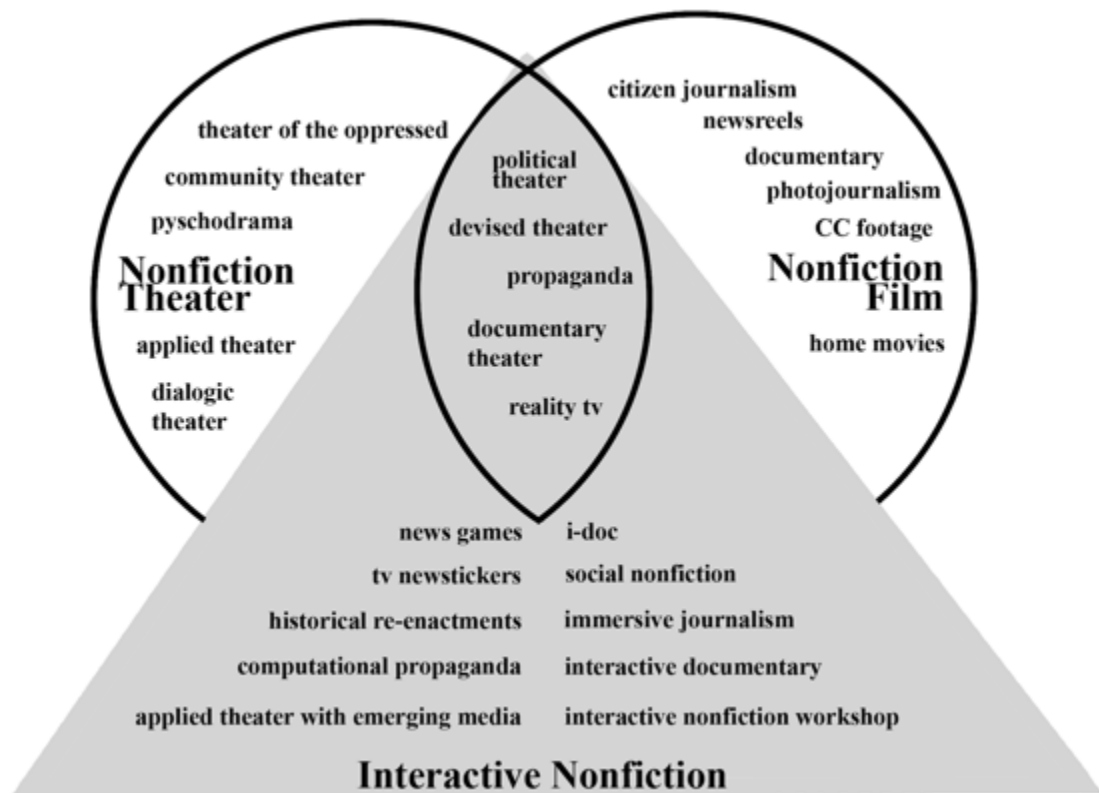 theater of the oppressed
community theater
pyschodrama
Nonfiction
Theater
applied theater
dialogic
theater
political
theater
devised theater
propaganda
documentary
theater
reality tv
citizen journalism
newsreels
documentary
photojournalism
CC footage
Nonfiction
Film
home movies
news games
i-doc
tv newstickers
social nonfiction
historical re-enactments
immersive journalism
computational propaganda
interactive documentary
applied theater with emerging media
interactive nonfiction workshop
Interactive Nonfiction